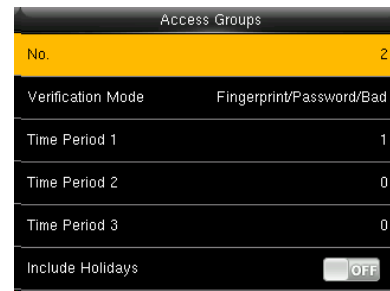 Access Groups
No. 2
Verification Mode Fingerprint/Password/Bad
Time Period 1 1
Time Period 2 0
Time Period 3 0
Include Holidays OFF